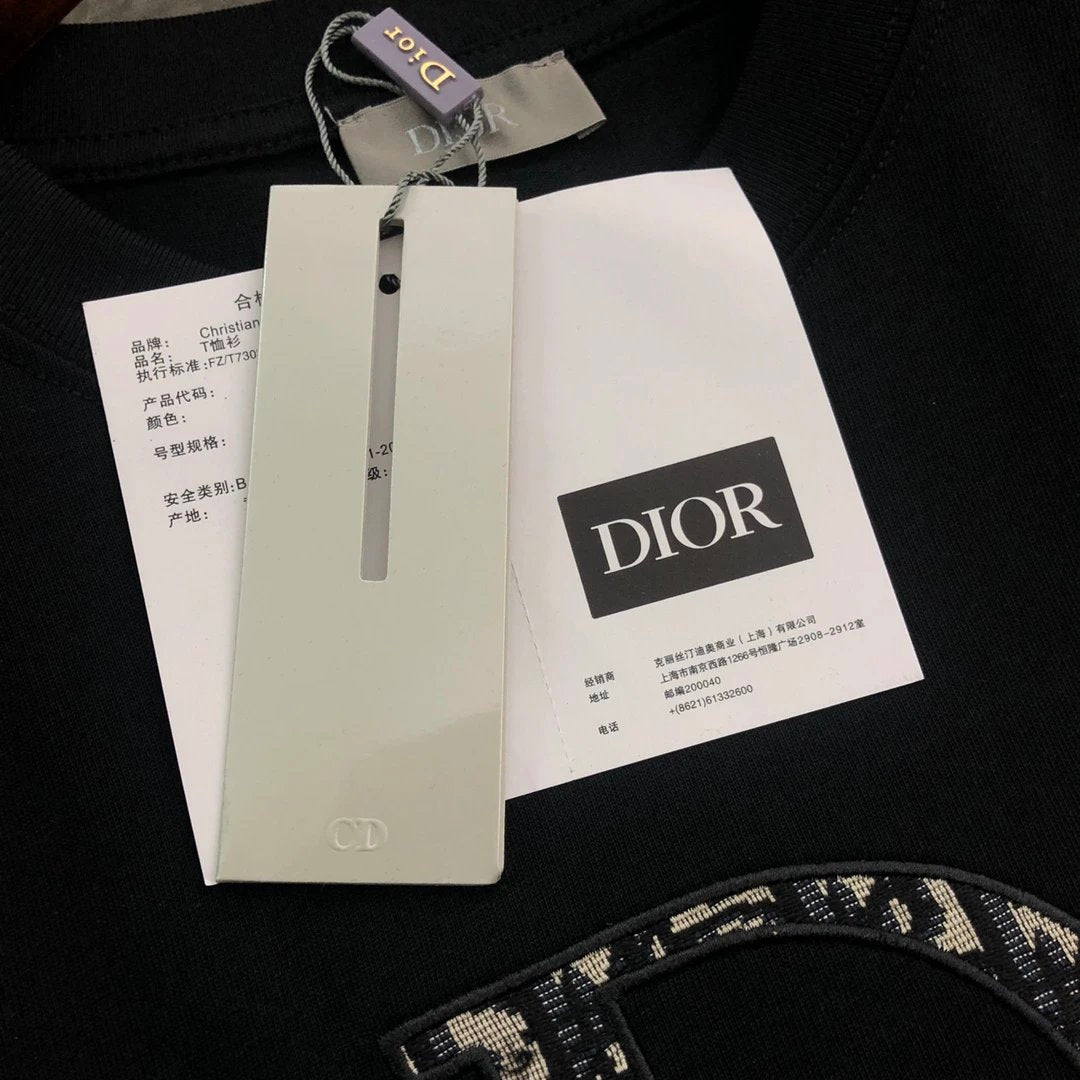 Dior
DIOR
合格
品牌: Christian
品名: T恤衫
执行标准:FZ/T730
产品代码:
颜色:
号型规格:
1-20
级:
安全类别:B
产地:
DIOR
克丽丝汀迪奥商业（上海）有限公司
经销商
上海市南京西路1266号恒隆广场2908-2912室
地址
邮编200040
+(8621)61332600
电话
CD